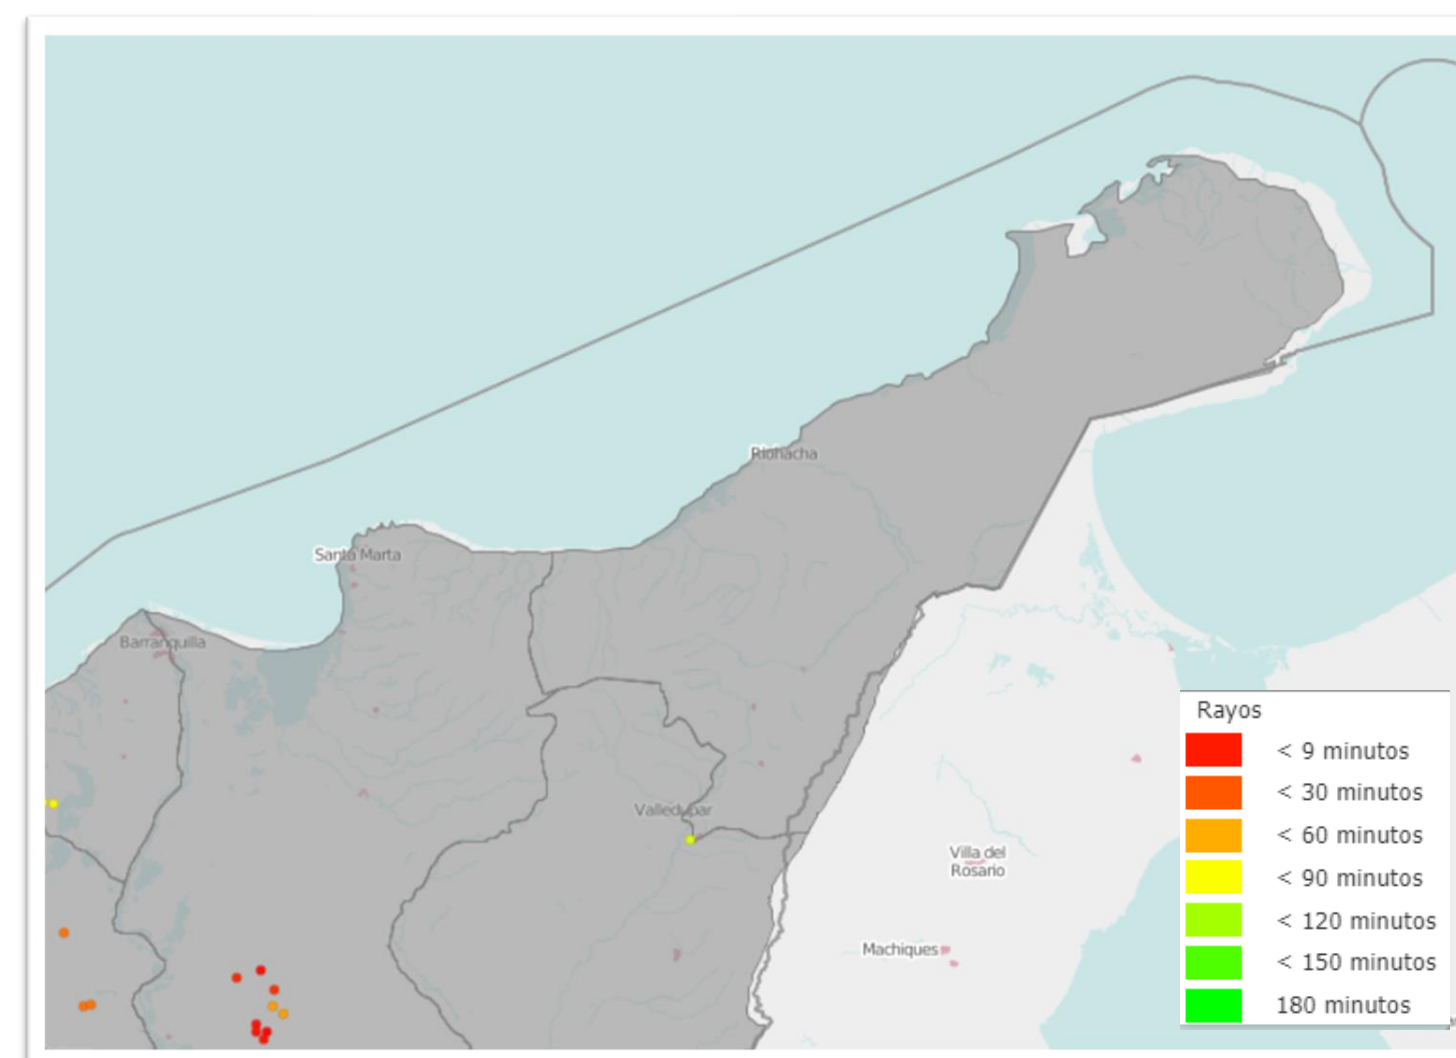 Riohacha
Santa Marta
Barranquilla
Valledupar
Villa del
Rosario
Machiques
Rayos
< 9 minutos
< 30 minutos
< 60 minutos
< 90 minutos
< 120 minutos
< 150 minutos
180 minutos